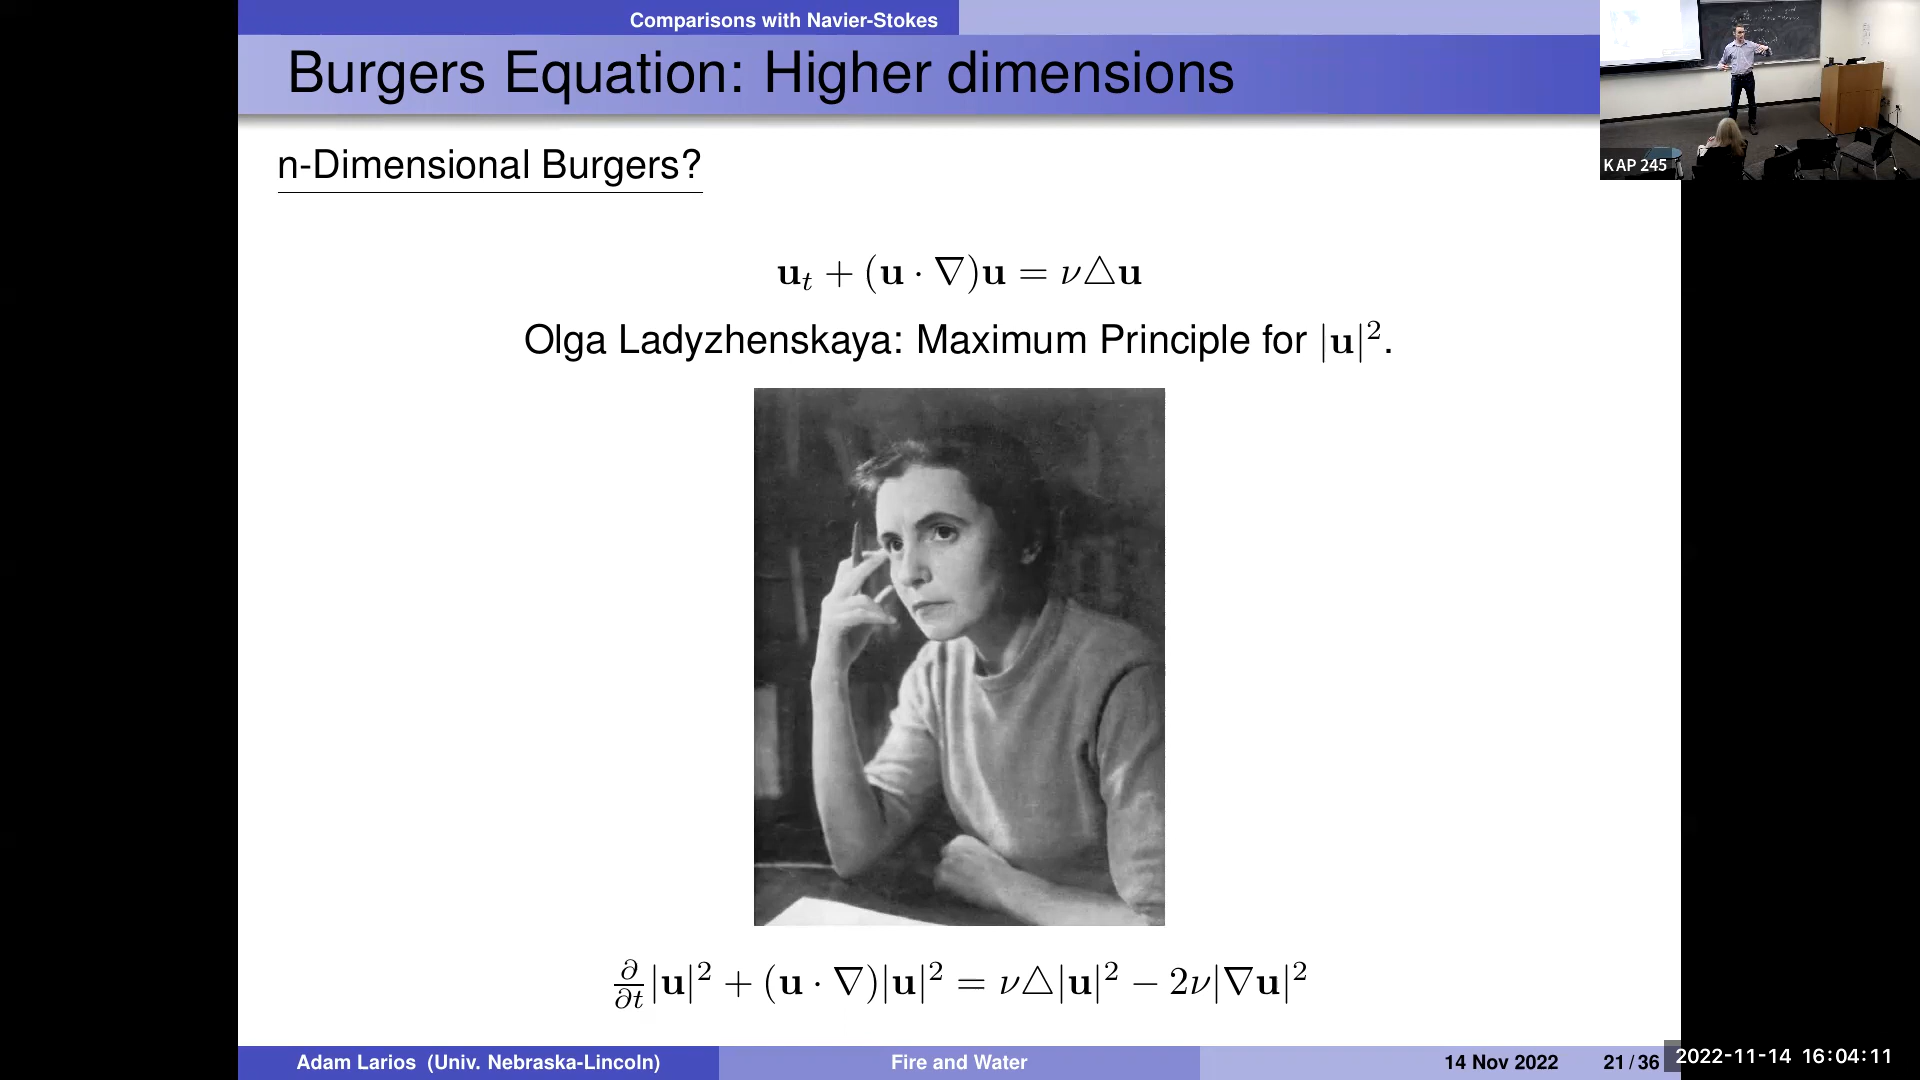 Comparisons with Navier-Stokes
Burgers Equation: Higher dimensions
KAP 245
n-Dimensional Burgers?
𝐮ₜ + (𝐮 · ∇)𝐮 = ν△𝐮
Olga Ladyzhenskaya: Maximum Principle for |𝐮|².
∂/∂t|𝐮|² + (𝐮 · ∇)|𝐮|² = ν△|𝐮|² − 2ν|∇𝐮|²
Adam Larios (Univ. Nebraska-Lincoln) Fire and Water 14 Nov 2022 21 / 36
2022-11-14 16:04:11